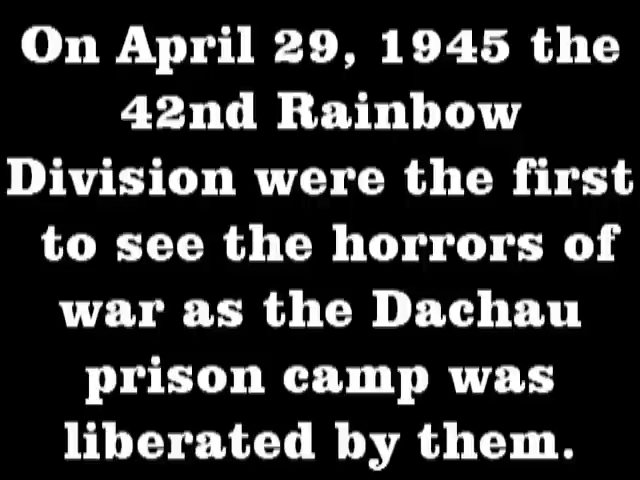 On April 29, 1945 the
42nd Rainbow
Division were the first
to see the horrors of
war as the Dachau
prison camp was
liberated by them.